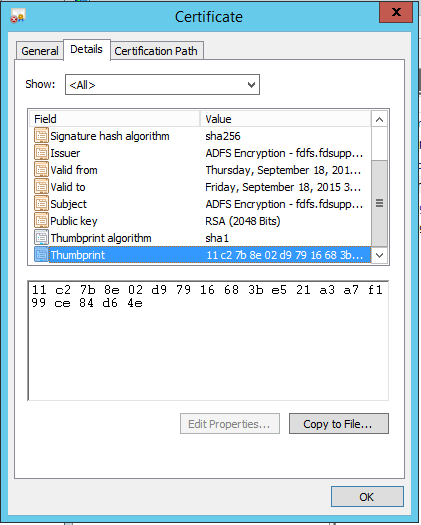 Certificate
x
General Details Certification Path
Show: <All>
Field Value
Signature hash algorithm sha256
Issuer ADFS Encryption - fdfs.fdsupp...
Valid from Thursday, September 18, 201...
Valid to Friday, September 18, 2015 3...
Subject ADFS Encryption - fdfs.fdsupp...
Public key RSA (2048 Bits)
Thumbprint algorithm sha1
Thumbprint 11 c2 7b 8e 02 d9 79 16 68 3b...
11 c2 7b 8e 02 d9 79 16 68 3b e5 21 a3 a7 f1
99 ce 84 d6 4e
Edit Properties... Copy to File...
OK